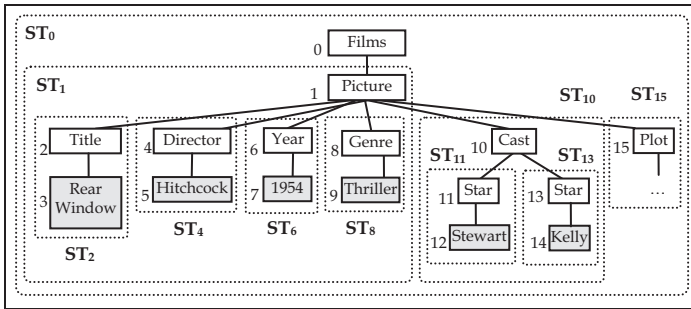 ST0
0 Films
ST1
1 Picture
ST10 ST15
2 Title 4 Director 6 Year 8 Genre 10 Cast 15 Plot
ST11 ST13
3 Rear Window 5 Hitchcock 7 1954 9 Thriller 11 Star 13 Star ...
12 Stewart 14 Kelly
ST2 ST4 ST6 ST8